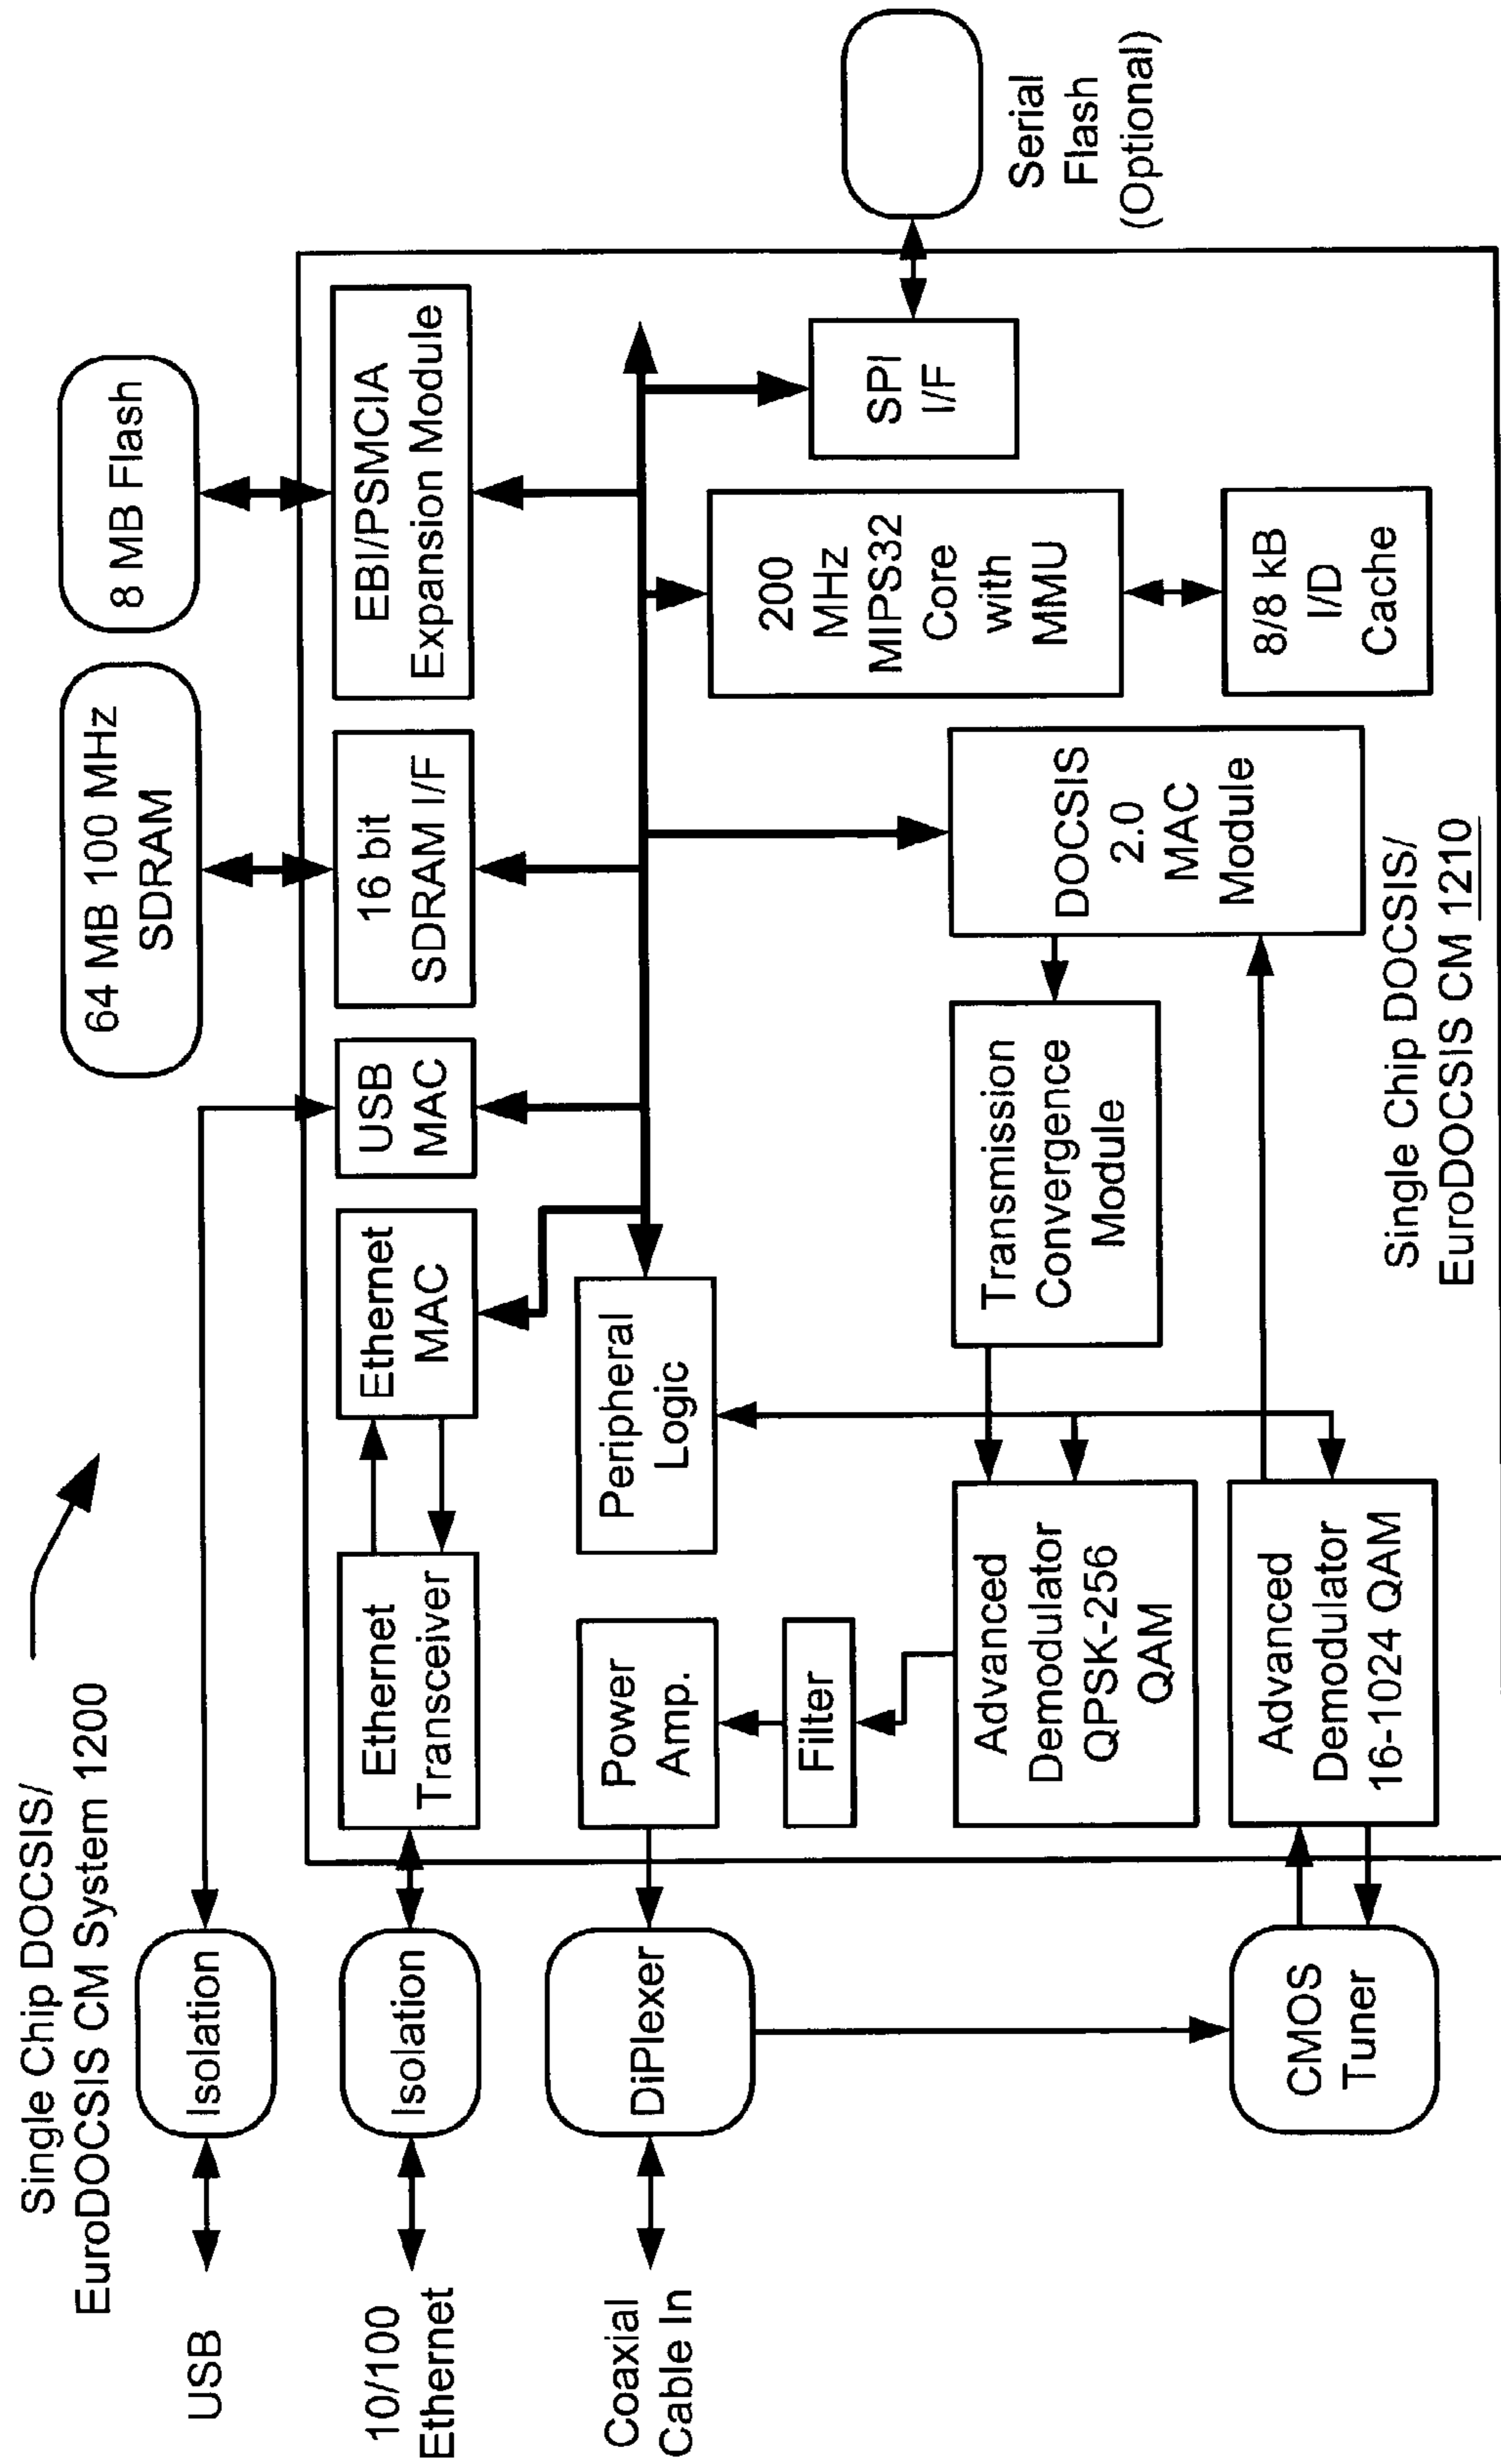 Single Chip DOCSIS/
EuroDOCSIS CM System 1200
64 MB 100 MHz
SDRAM
8 MB Flash
USB
Isolation
10/100
Ethernet
Isolation
Ethernet
Transceiver
Ethernet
MAC
USB
MAC
16 bit
SDRAM I/F
EBI/PSMCIA
Expansion Module
Coaxial
Cable In
DiPlexer
Power
Amp.
Filter
Peripheral
Logic
200
MHz
MIPS32
Core
with
MMU
SPI
I/F
Serial
Flash
(Optional)
Advanced
Demodulator
QPSK-256
QAM
Transmission
Convergence
Module
DOCSIS
2.0
MAC
Module
8/8 kB
I/D
Cache
CMOS
Tuner
Advanced
Demodulator
16-1024 QAM
Single Chip DOCSIS/
EuroDOCSIS CM 1210